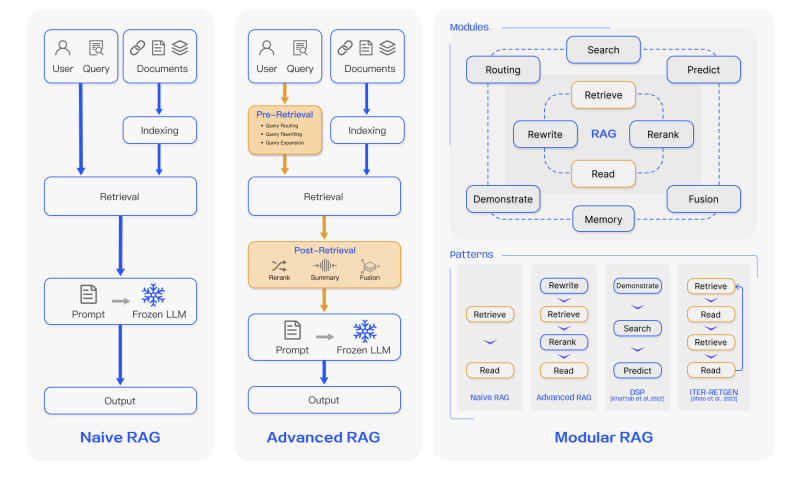 User Query
Documents
Indexing
Retrieval
Prompt
Frozen LLM
Output
Naive RAG
User Query
Documents
Pre-Retrieval
• Query Routing
• Query Rewriting
• Query Expansion
Indexing
Retrieval
Post-Retrieval
Rerank
Summary
Fusion
Prompt
Frozen LLM
Output
Advanced RAG
Modules
Search
Routing
Predict
Retrieve
Rewrite
RAG
Rerank
Read
Demonstrate
Fusion
Memory
Patterns
Retrieve
Read
Naive RAG
Rewrite
Retrieve
Rerank
Read
Advanced RAG
Demonstrate
Search
Predict
DSP
[Khattab et al.,2022]
Retrieve
Read
Retrieve
Read
ITER-RETGEN
[Shao et al., 2023]
Modular RAG